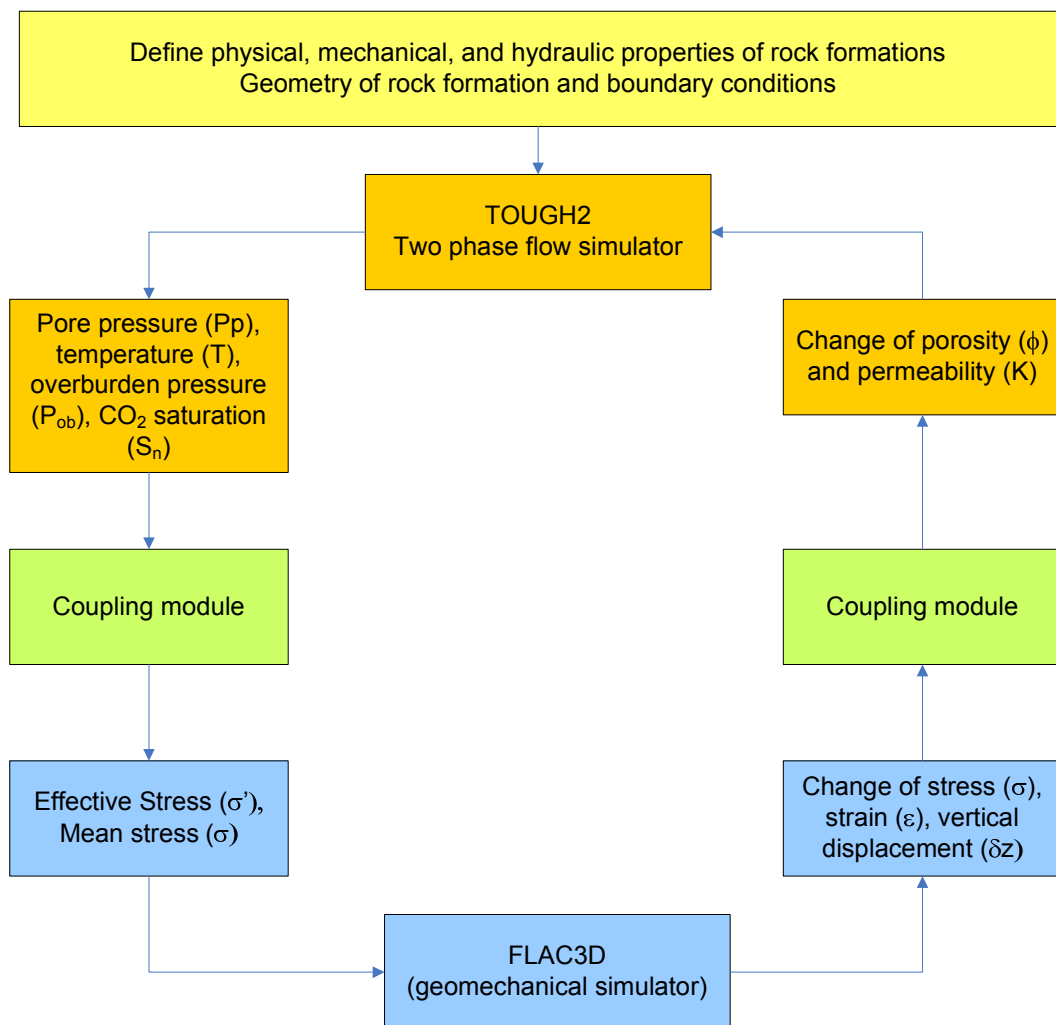 Define physical, mechanical, and hydraulic properties of rock formations
Geometry of rock formation and boundary conditions
TOUGH2
Two phase flow simulator
Pore pressure (Pp),
temperature (T),
overburden pressure
(Pob), CO2 saturation
(Sn)
Change of porosity (ϕ)
and permeability (K)
Coupling module
Coupling module
Effective Stress (σ’),
Mean stress (σ)
Change of stress (σ),
strain (ε), vertical
displacement (δz)
FLAC3D
(geomechanical simulator)